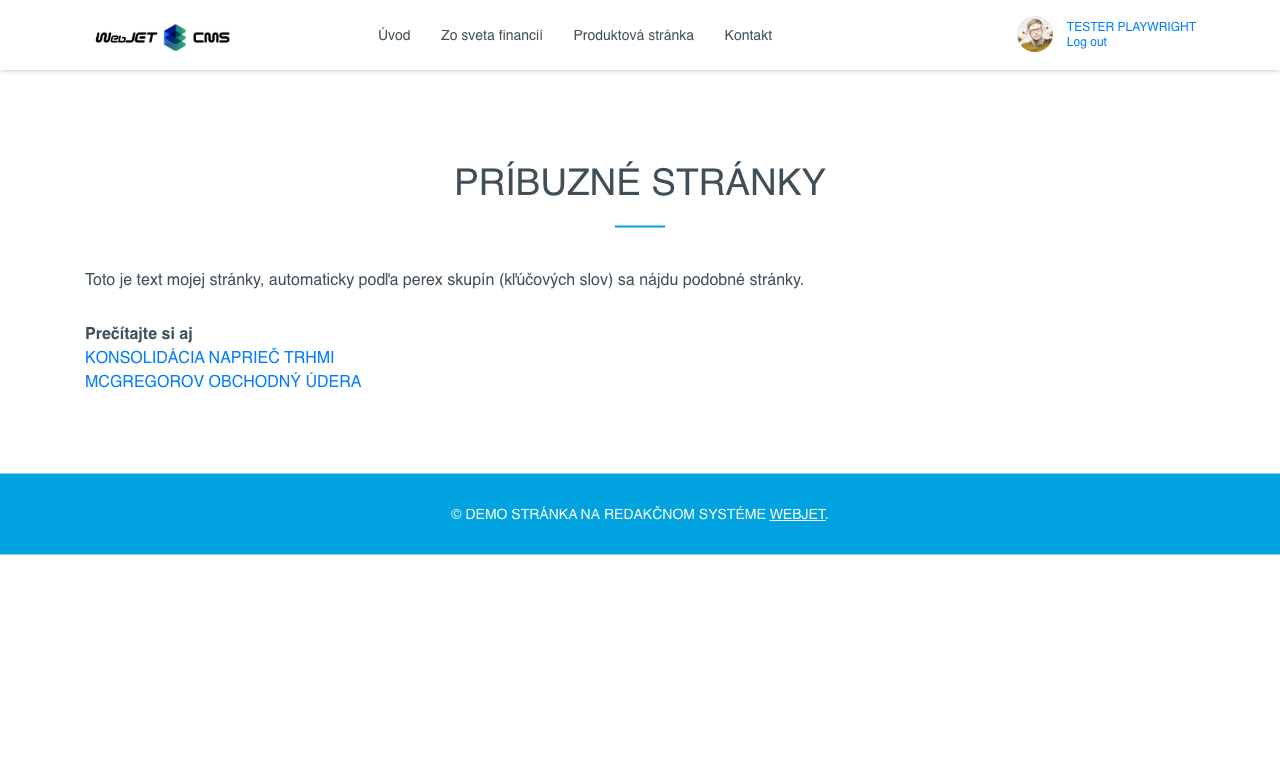 WebJET CMS
Úvod
Zo sveta financií
Produktová stránka
Kontakt
TESTER PLAYWRIGHT
Log out
PRÍBUZNÉ STRÁNKY
Toto je text mojej stránky, automaticky podľa perex skupín (kľúčových slov) sa nájdu podobné stránky.
Prečítajte si aj
KONSOLIDÁCIA NAPRIEČ TRHMI
MCGREGOROV OBCHODNÝ ÚDERA
© DEMO STRÁNKA NA REDAKČNOM SYSTÉME WEBJET.